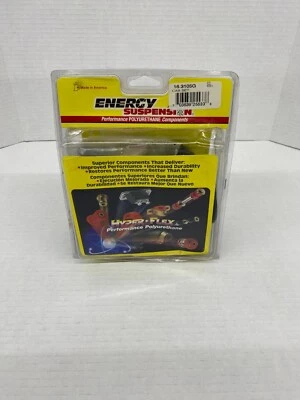 ENERGY
SUSPENSION
Performance POLYURETHANE Components
Superior Components That Deliver:
•Improved Performance •Increased Durability
•Restores Performance Better Than New
Componentes Superiores Que Brindan:
•Ejecución Mejorada •Aumenta la
Durabilidad •Se Restaura Mejor Que Nuevo
HYPER•FLEX
Performance Polyurethane